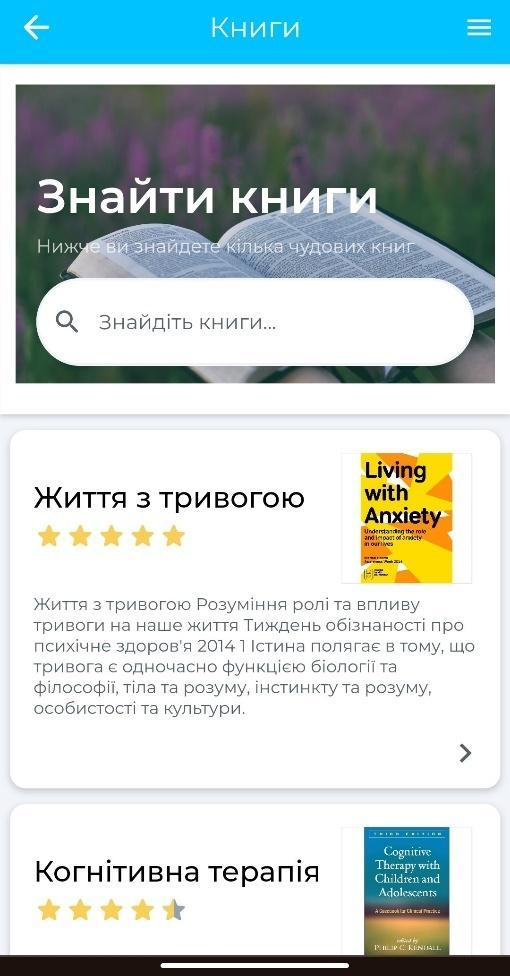 Книги
Знайти книги
Нижче ви знайдете кілька чудових книг
Знайдіть книги...
Життя з тривогою
Living
with
Anxiety
Understanding the role
and impact of anxiety
in our lives
Життя з тривогою Розуміння ролі та впливу
тривоги на наше життя Тиждень обізнаності про
психічне здоров'я 2014 1 Істина полягає в тому, що
тривога є одночасно функцією біології та
філософії, тіла та розуму, інстинкту та розуму,
особистості та культури.
Когнітивна терапія
THIRD EDITION
Cognitive
Therapy with
Children and
Adolescents
A Casebook for Clinical Practice
edited by
PHILIP C. KENDALL